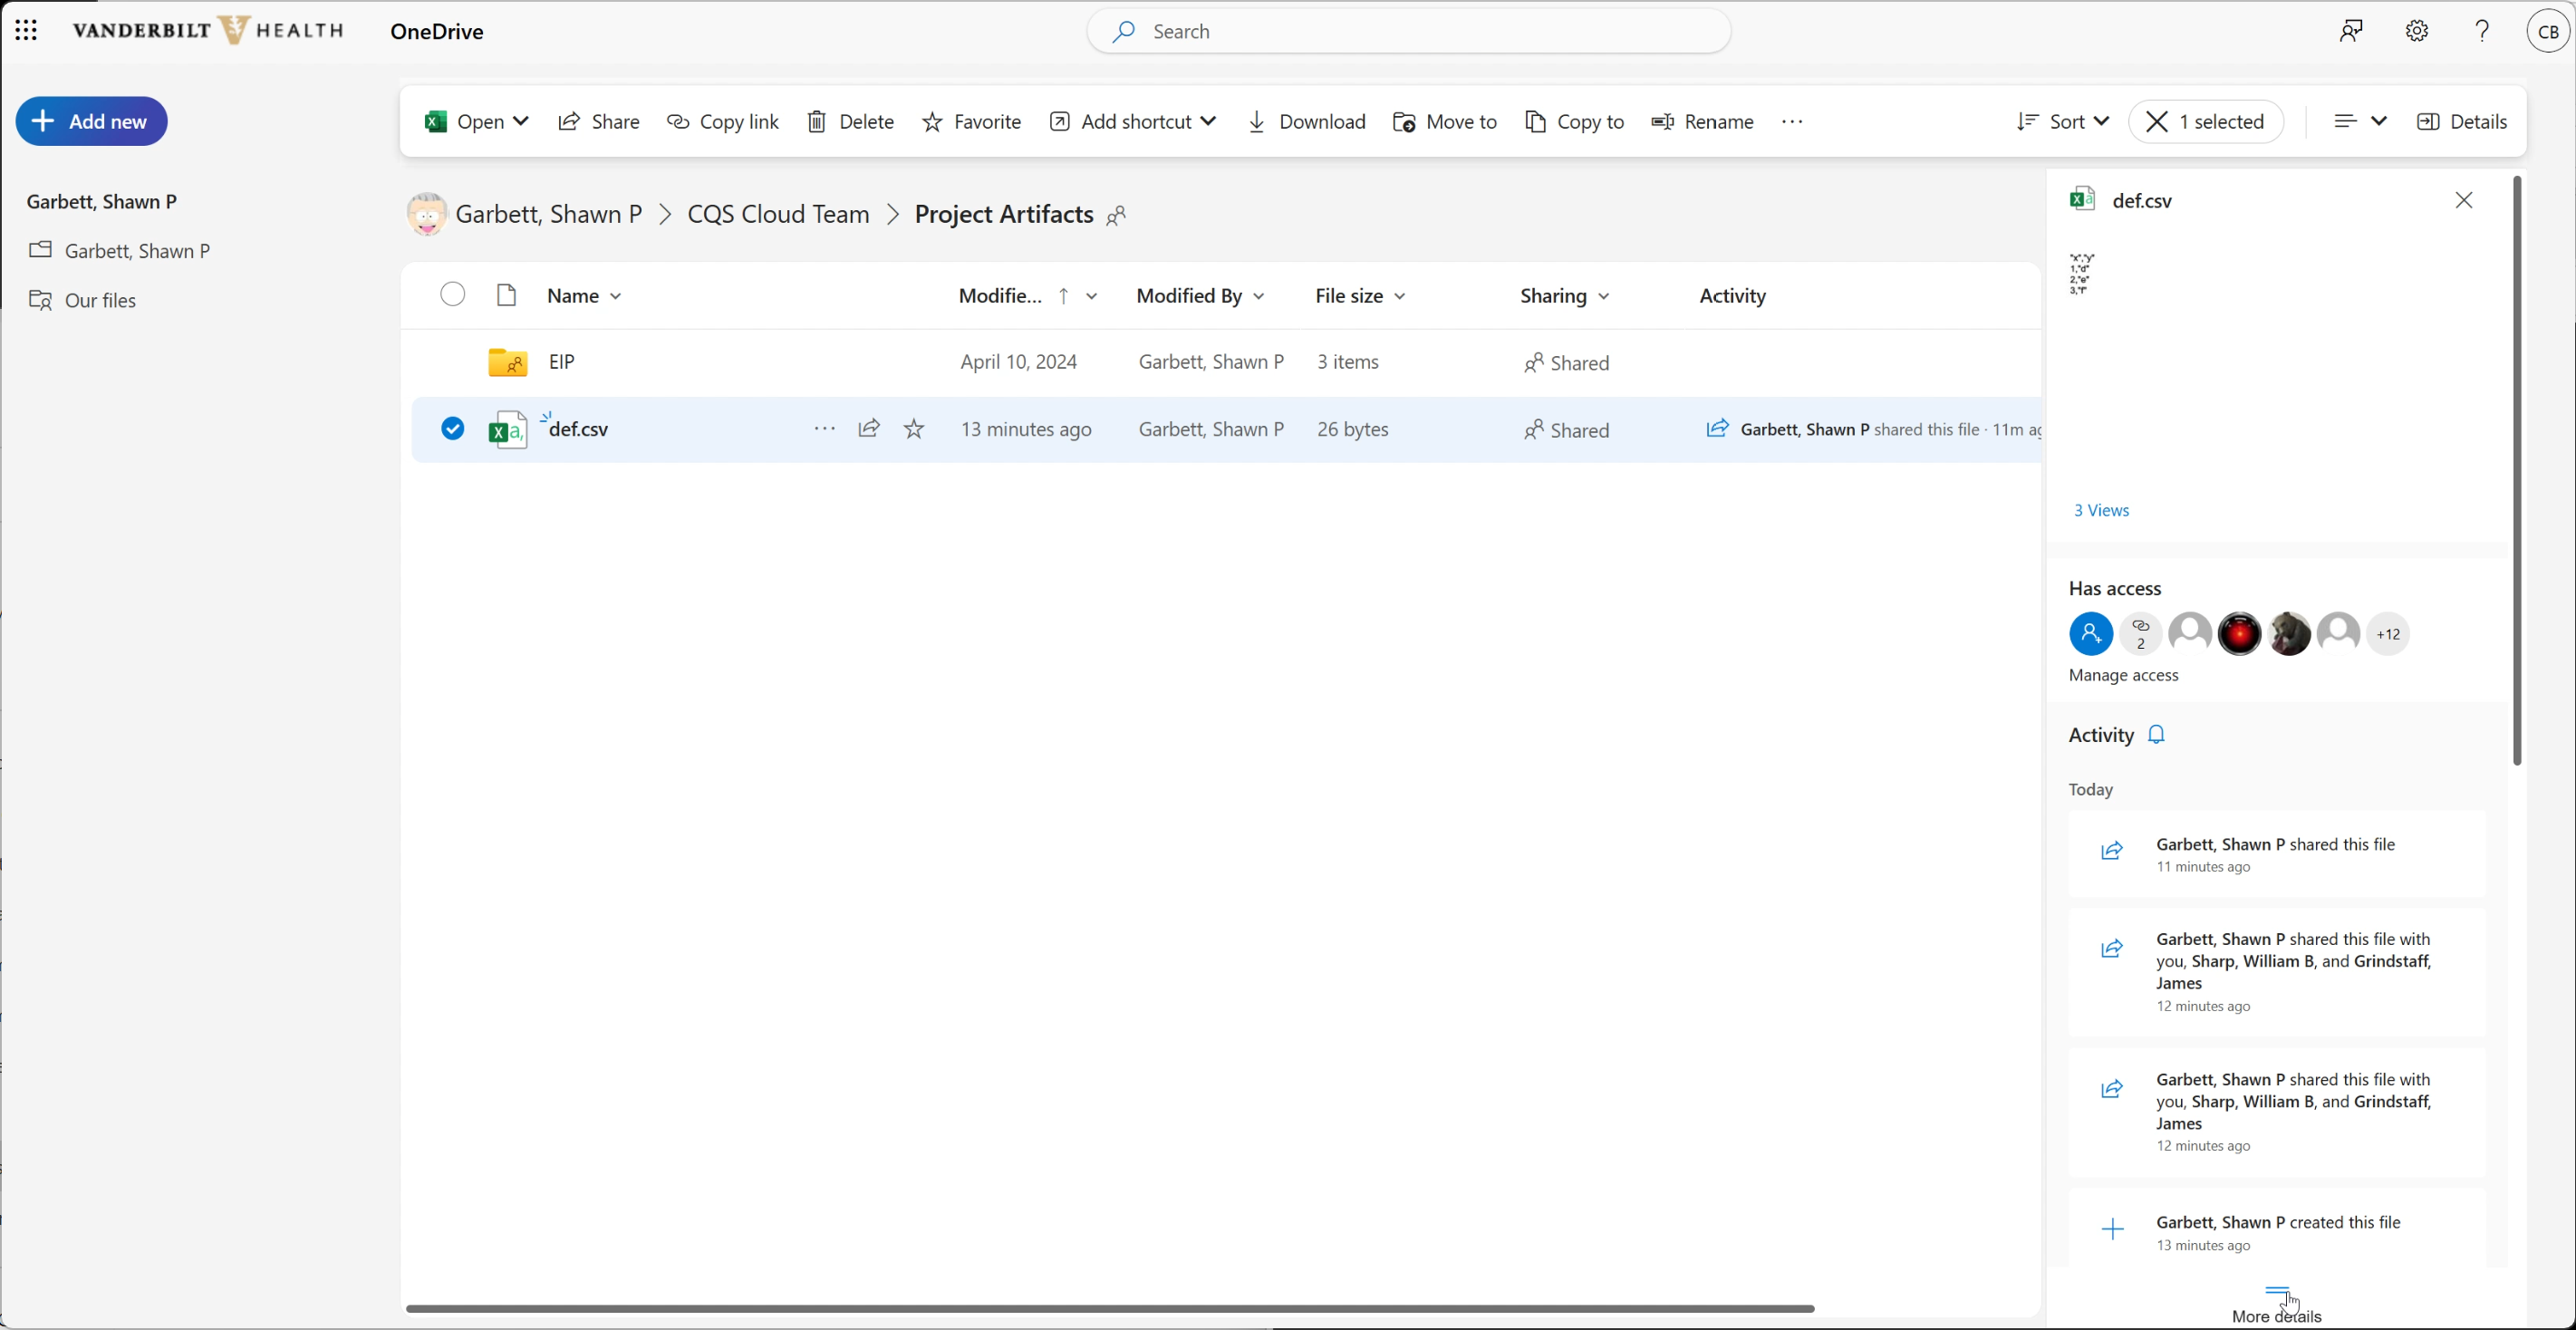 VANDERBILT HEALTH OneDrive Search CB
Add new
Open Share Copy link Delete Favorite Add shortcut Download Move to Copy to Rename ··· Sort 1 selected Details
Garbett, Shawn P
Garbett, Shawn P
Our files
Garbett, Shawn P > CQS Cloud Team > Project Artifacts
Name Modifie... ↑ Modified By File size Sharing Activity
EIP April 10, 2024 Garbett, Shawn P 3 items Shared
def.csv ··· 13 minutes ago Garbett, Shawn P 26 bytes Shared Garbett, Shawn P shared this file · 11m ag
def.csv
"x","y"
1,"d"
2,"e"
3,"f"
3 Views
Has access
2 +12
Manage access
Activity
Today
Garbett, Shawn P shared this file
11 minutes ago
Garbett, Shawn P shared this file with
you, Sharp, William B, and Grindstaff,
James
12 minutes ago
Garbett, Shawn P shared this file with
you, Sharp, William B, and Grindstaff,
James
12 minutes ago
Garbett, Shawn P created this file
13 minutes ago
More details